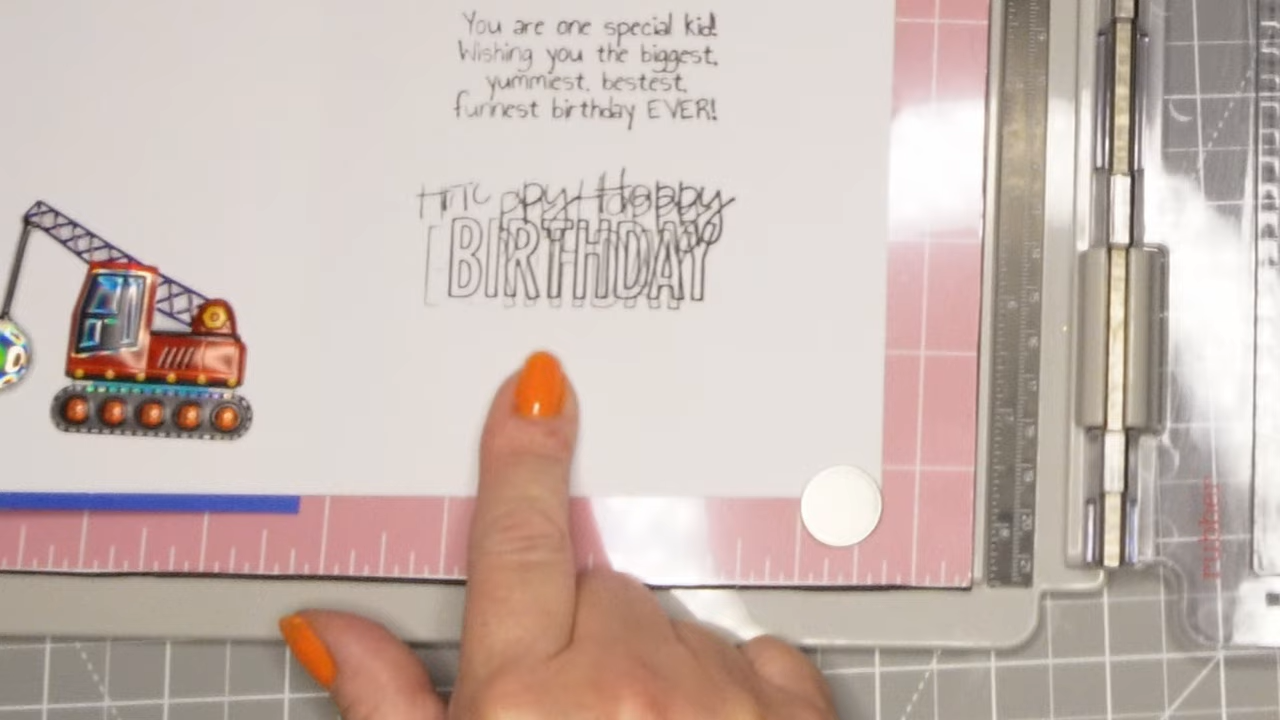 You are one special kid!
Wishing you the biggest,
yummiest, bestest,
funnest birthday EVER!
Happy
BIRTHDAY